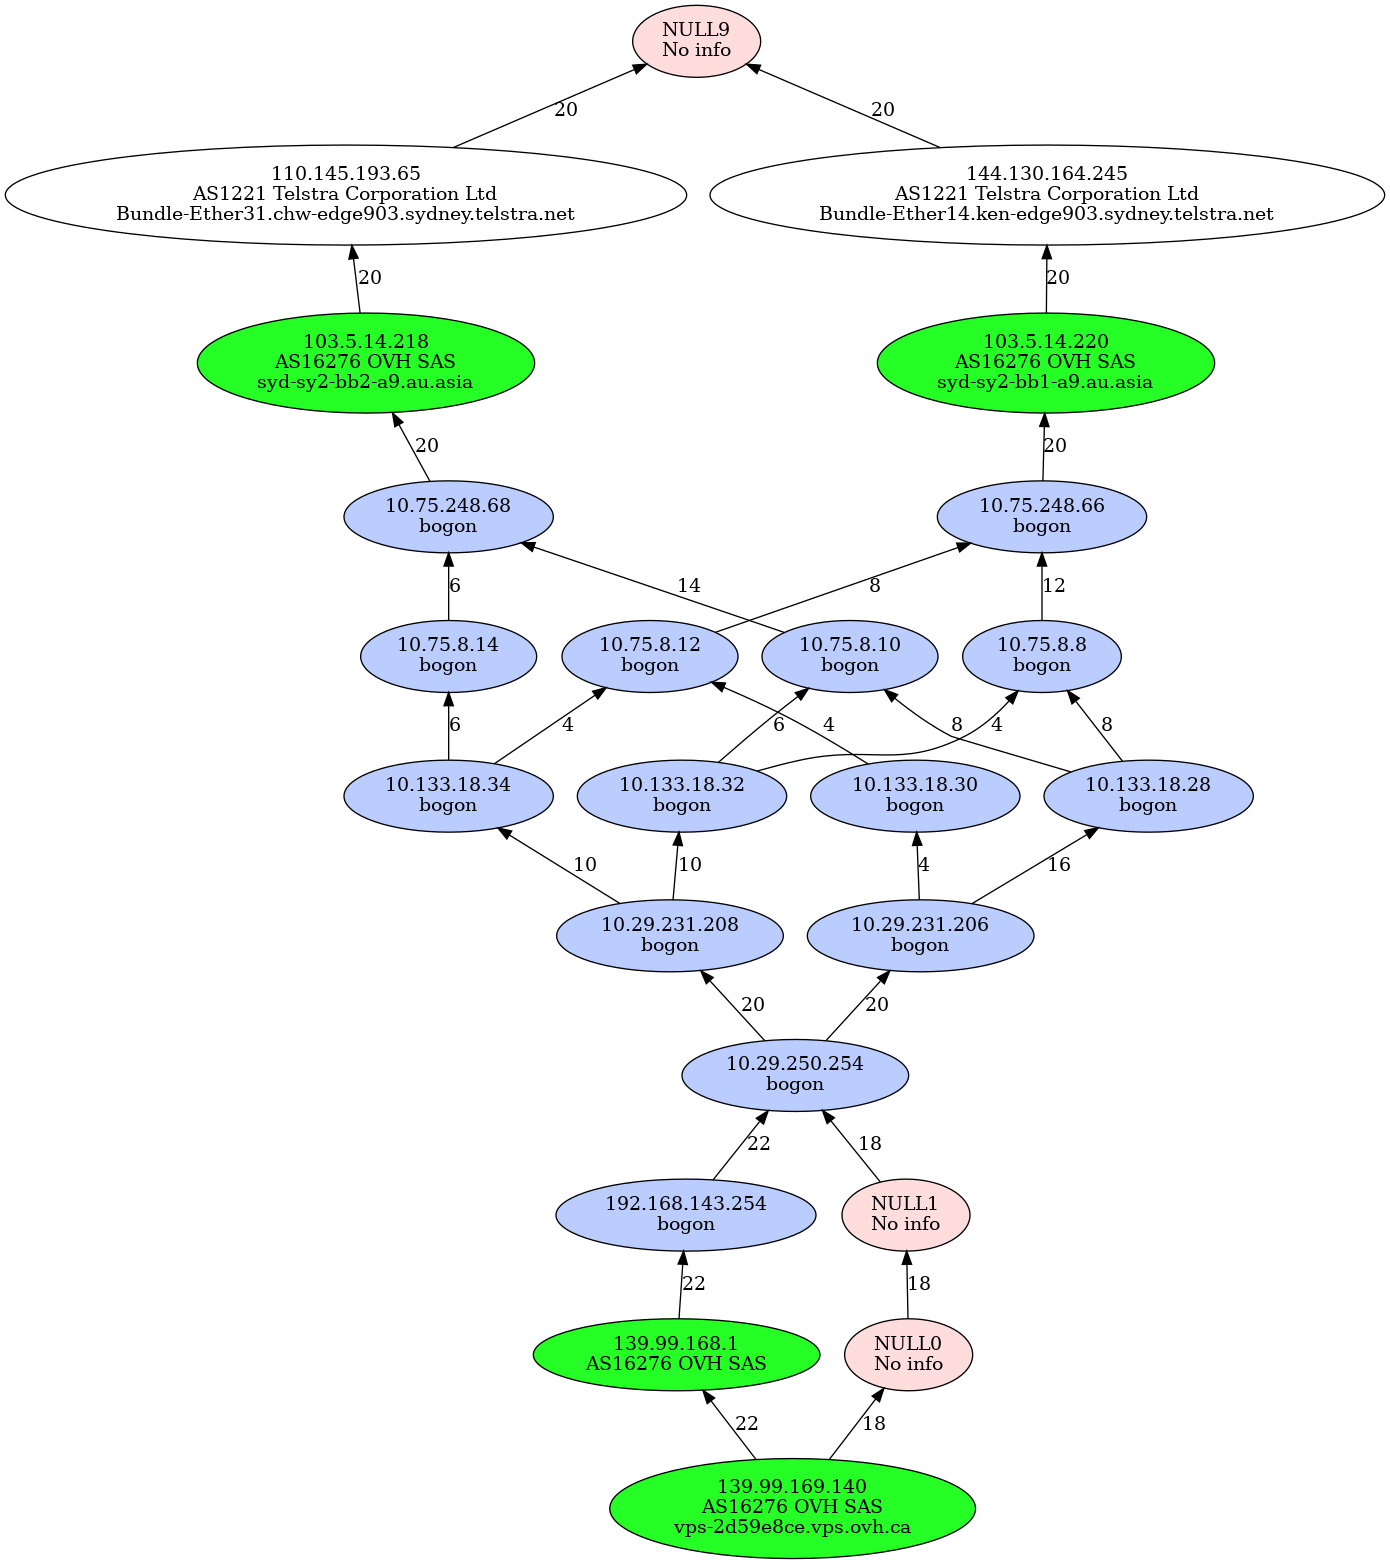 NULL9
No info
20
20
110.145.193.65
AS1221 Telstra Corporation Ltd
Bundle-Ether31.chw-edge903.sydney.telstra.net
144.130.164.245
AS1221 Telstra Corporation Ltd
Bundle-Ether14.ken-edge903.sydney.telstra.net
20
20
103.5.14.218
AS16276 OVH SAS
syd-sy2-bb2-a9.au.asia
103.5.14.220
AS16276 OVH SAS
syd-sy2-bb1-a9.au.asia
20
20
10.75.248.68
bogon
10.75.248.66
bogon
6
14
8
12
10.75.8.14
bogon
10.75.8.12
bogon
10.75.8.10
bogon
10.75.8.8
bogon
6
4
6
4
8
4
8
10.133.18.34
bogon
10.133.18.32
bogon
10.133.18.30
bogon
10.133.18.28
bogon
10
10
4
16
10.29.231.208
bogon
10.29.231.206
bogon
20
20
10.29.250.254
bogon
22
18
192.168.143.254
bogon
NULL1
No info
22
18
139.99.168.1
AS16276 OVH SAS
NULL0
No info
22
18
139.99.169.140
AS16276 OVH SAS
vps-2d59e8ce.vps.ovh.ca